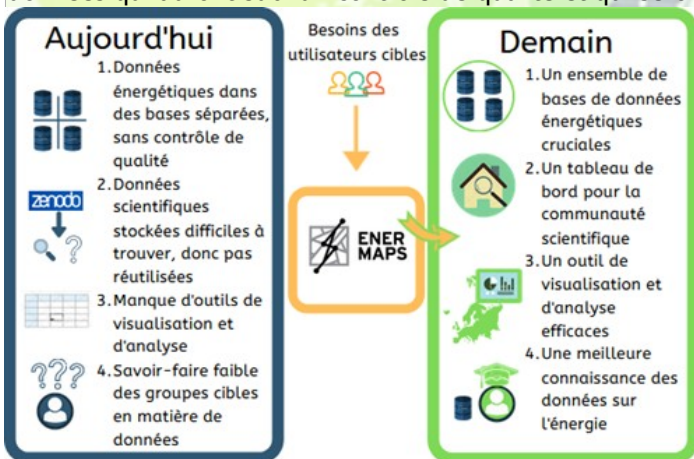 Aujourd'hui
1.Données
énergétiques dans
des bases séparées,
sans contrôle de
qualité
zenodo
2.Données
scientifiques
stockées difficiles à
trouver, donc pas
réutilisées
3.Manque d'outils de
visualisation et
d'analyse
4.Savoir-faire faible
des groupes cibles
en matière de
données
Besoins des
utilisateurs cibles
ENER
MAPS
Demain
1.Un ensemble de
bases de données
énergétiques
cruciales
2.Un tableau de
bord pour la
communauté
scientifique
3.Un outil de
visualisation et
d'analyse
efficaces
4.Une meilleure
connaissance des
données sur
l'énergie